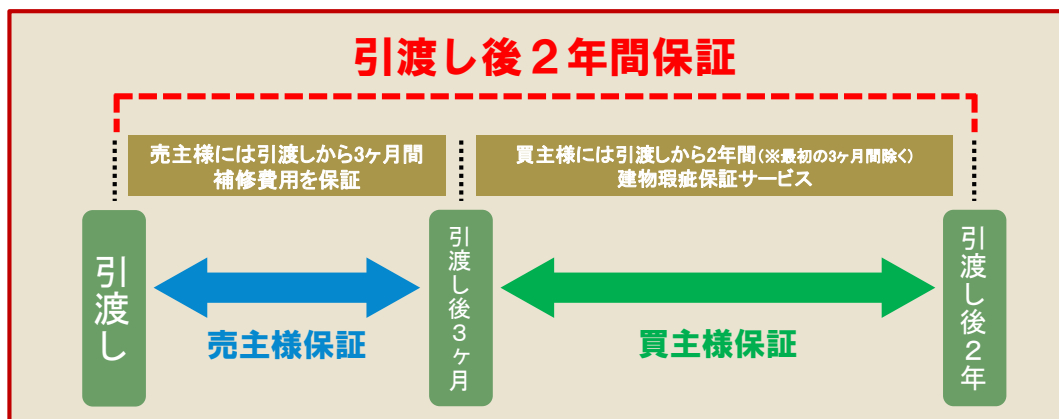 引渡し後２年間保証
売主様には引渡しから3ヶ月間
補修費用を保証
買主様には引渡しから2年間(※最初の3ヶ月間除く)
建物瑕疵保証サービス
引渡し
引渡し後３ヶ月
引渡し後２年
売主様保証
買主様保証